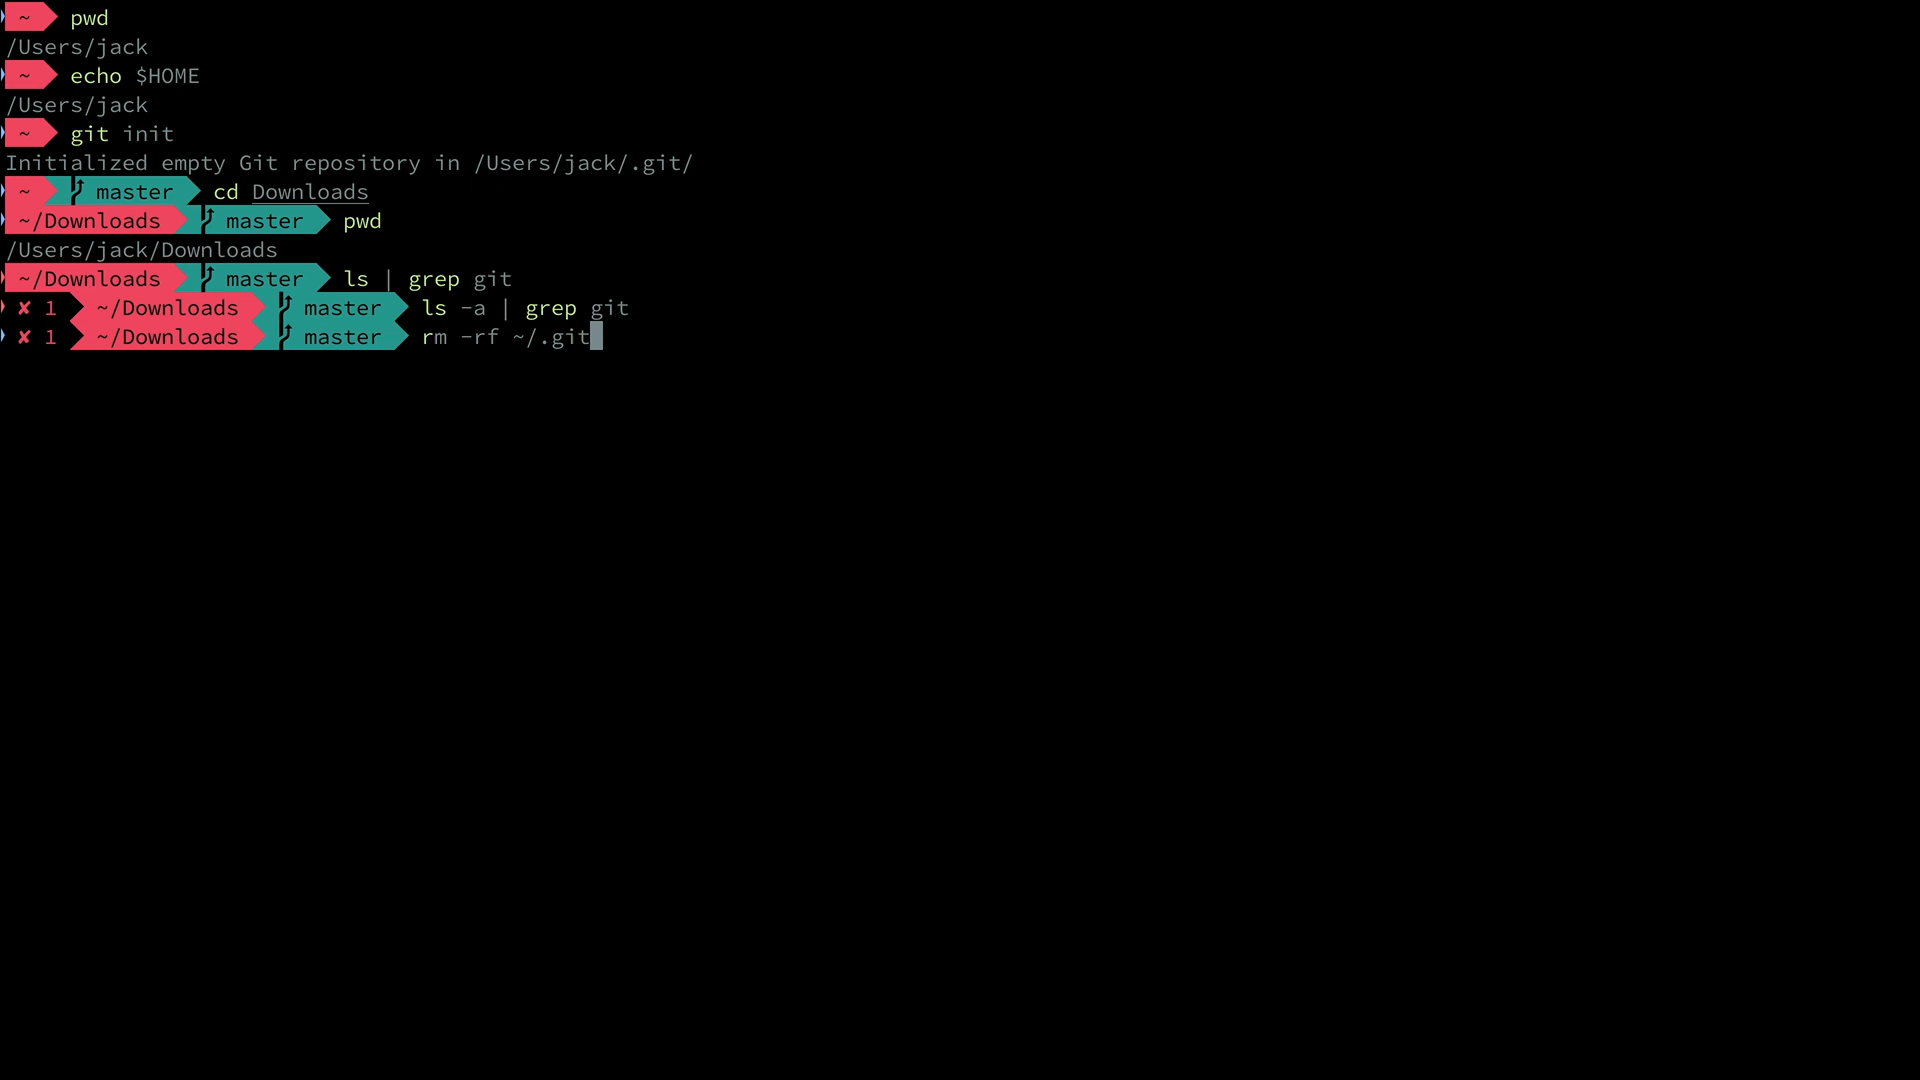 ~ pwd
/Users/jack
~ echo $HOME
/Users/jack
~ git init
Initialized empty Git repository in /Users/jack/.git/
~ master cd Downloads
~/Downloads master pwd
/Users/jack/Downloads
~/Downloads master ls | grep git
✘ 1 ~/Downloads master ls -a | grep git
✘ 1 ~/Downloads master rm -rf ~/.git